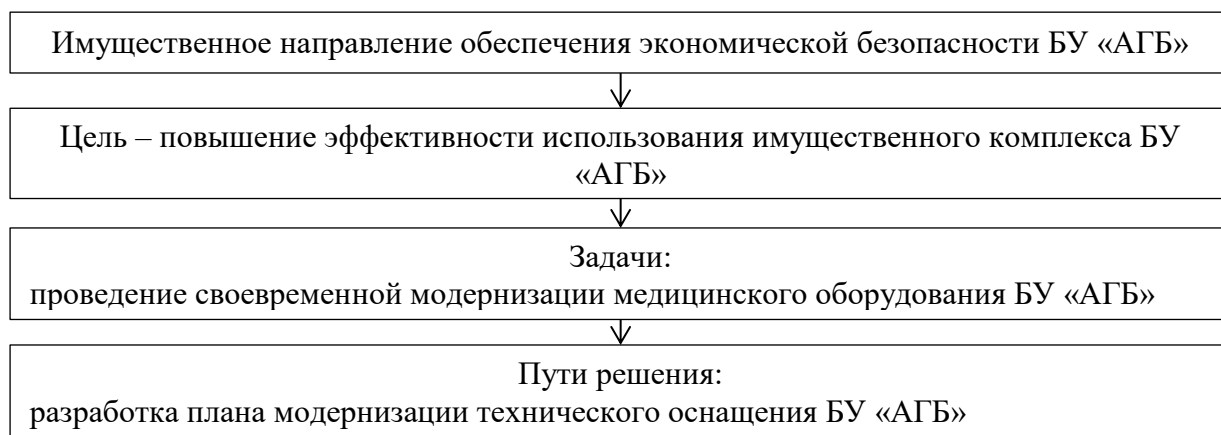 Имущественное направление обеспечения экономической безопасности БУ «АГБ»
Цель – повышение эффективности использования имущественного комплекса БУ
«АГБ»
Задачи:
проведение своевременной модернизации медицинского оборудования БУ «АГБ»
Пути решения:
разработка плана модернизации технического оснащения БУ «АГБ»